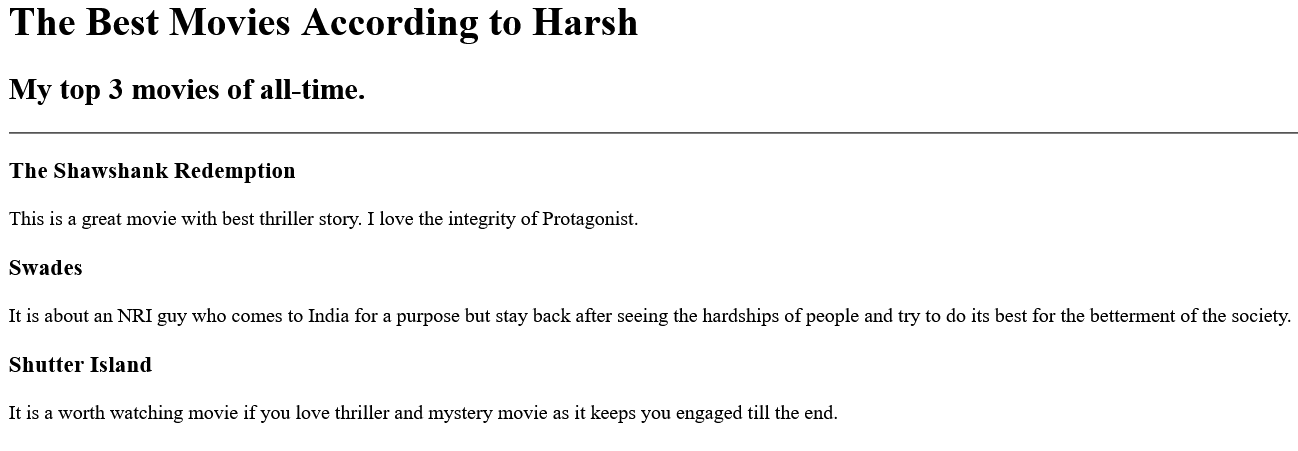 The Best Movies According to Harsh
My top 3 movies of all-time.
The Shawshank Redemption
This is a great movie with best thriller story. I love the integrity of Protagonist.
Swades
It is about an NRI guy who comes to India for a purpose but stay back after seeing the hardships of people and try to do its best for the betterment of the society.
Shutter Island
It is a worth watching movie if you love thriller and mystery movie as it keeps you engaged till the end.